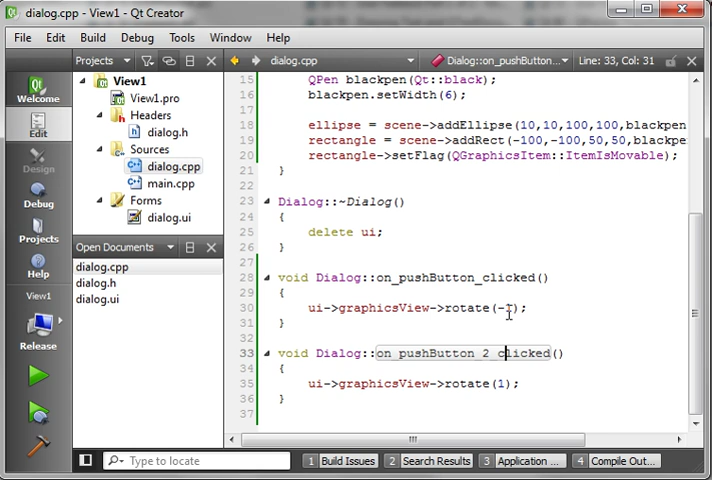 dialog.cpp - View1 - Qt Creator
File Edit Build Debug Tools Window Help
Projects dialog.cpp Dialog::on_pushButton... Line: 33, Col: 31
Welcome
Edit
Design
Debug
Projects
Help
View1
Release
View1
View1.pro
Headers
dialog.h
Sources
dialog.cpp
main.cpp
Forms
dialog.ui
Open Documents
dialog.cpp
dialog.h
dialog.ui
15 QPen blackpen(Qt::black);
16 blackpen.setWidth(6);
17
18 ellipse = scene->addEllipse(10,10,100,100,blackpen
19 rectangle = scene->addRect(-100,-100,50,50,blackpe
20 rectangle->setFlag(QGraphicsItem::ItemIsMovable);
21 }
22
23 Dialog::~Dialog()
24 {
25 delete ui;
26 }
27
28 void Dialog::on_pushButton_clicked()
29 {
30 ui->graphicsView->rotate(-1);
31 }
32
33 void Dialog::on_pushButton_2_clicked()
34 {
35 ui->graphicsView->rotate(1);
36 }
37
Type to locate 1 Build Issues 2 Search Results 3 Application ... 4 Compile Out...